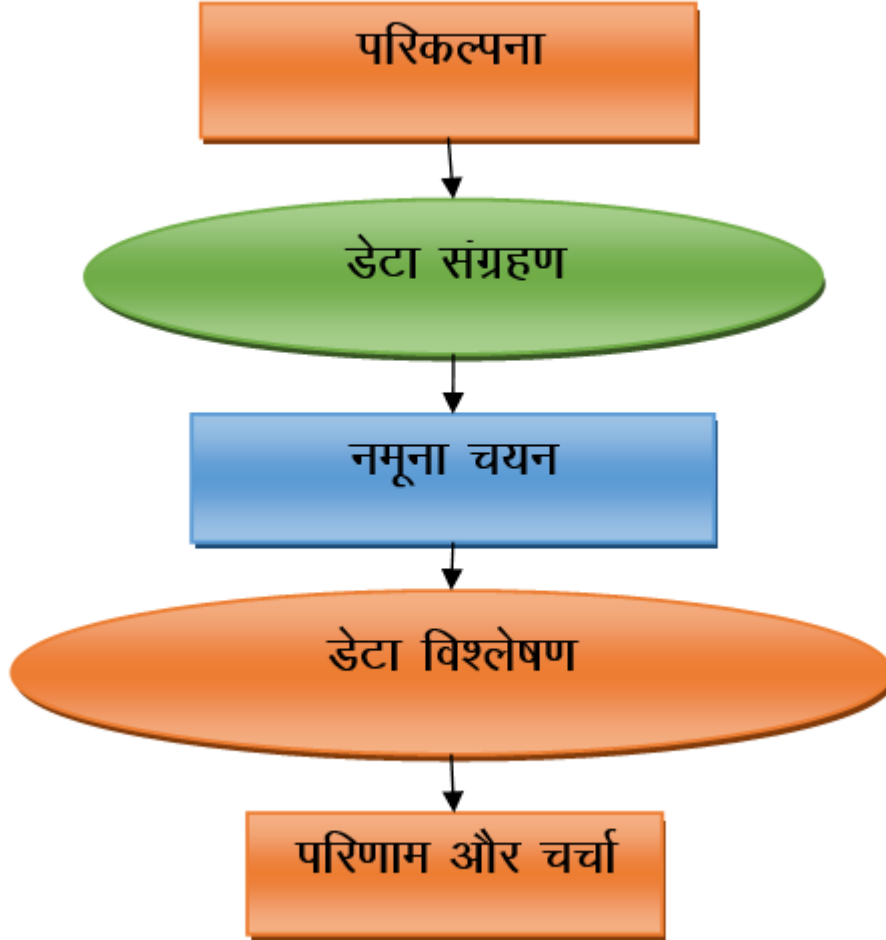 परिकल्पना
डेटा संग्रहण
नमूना चयन
डेटा विश्लेषण
परिणाम और चर्चा